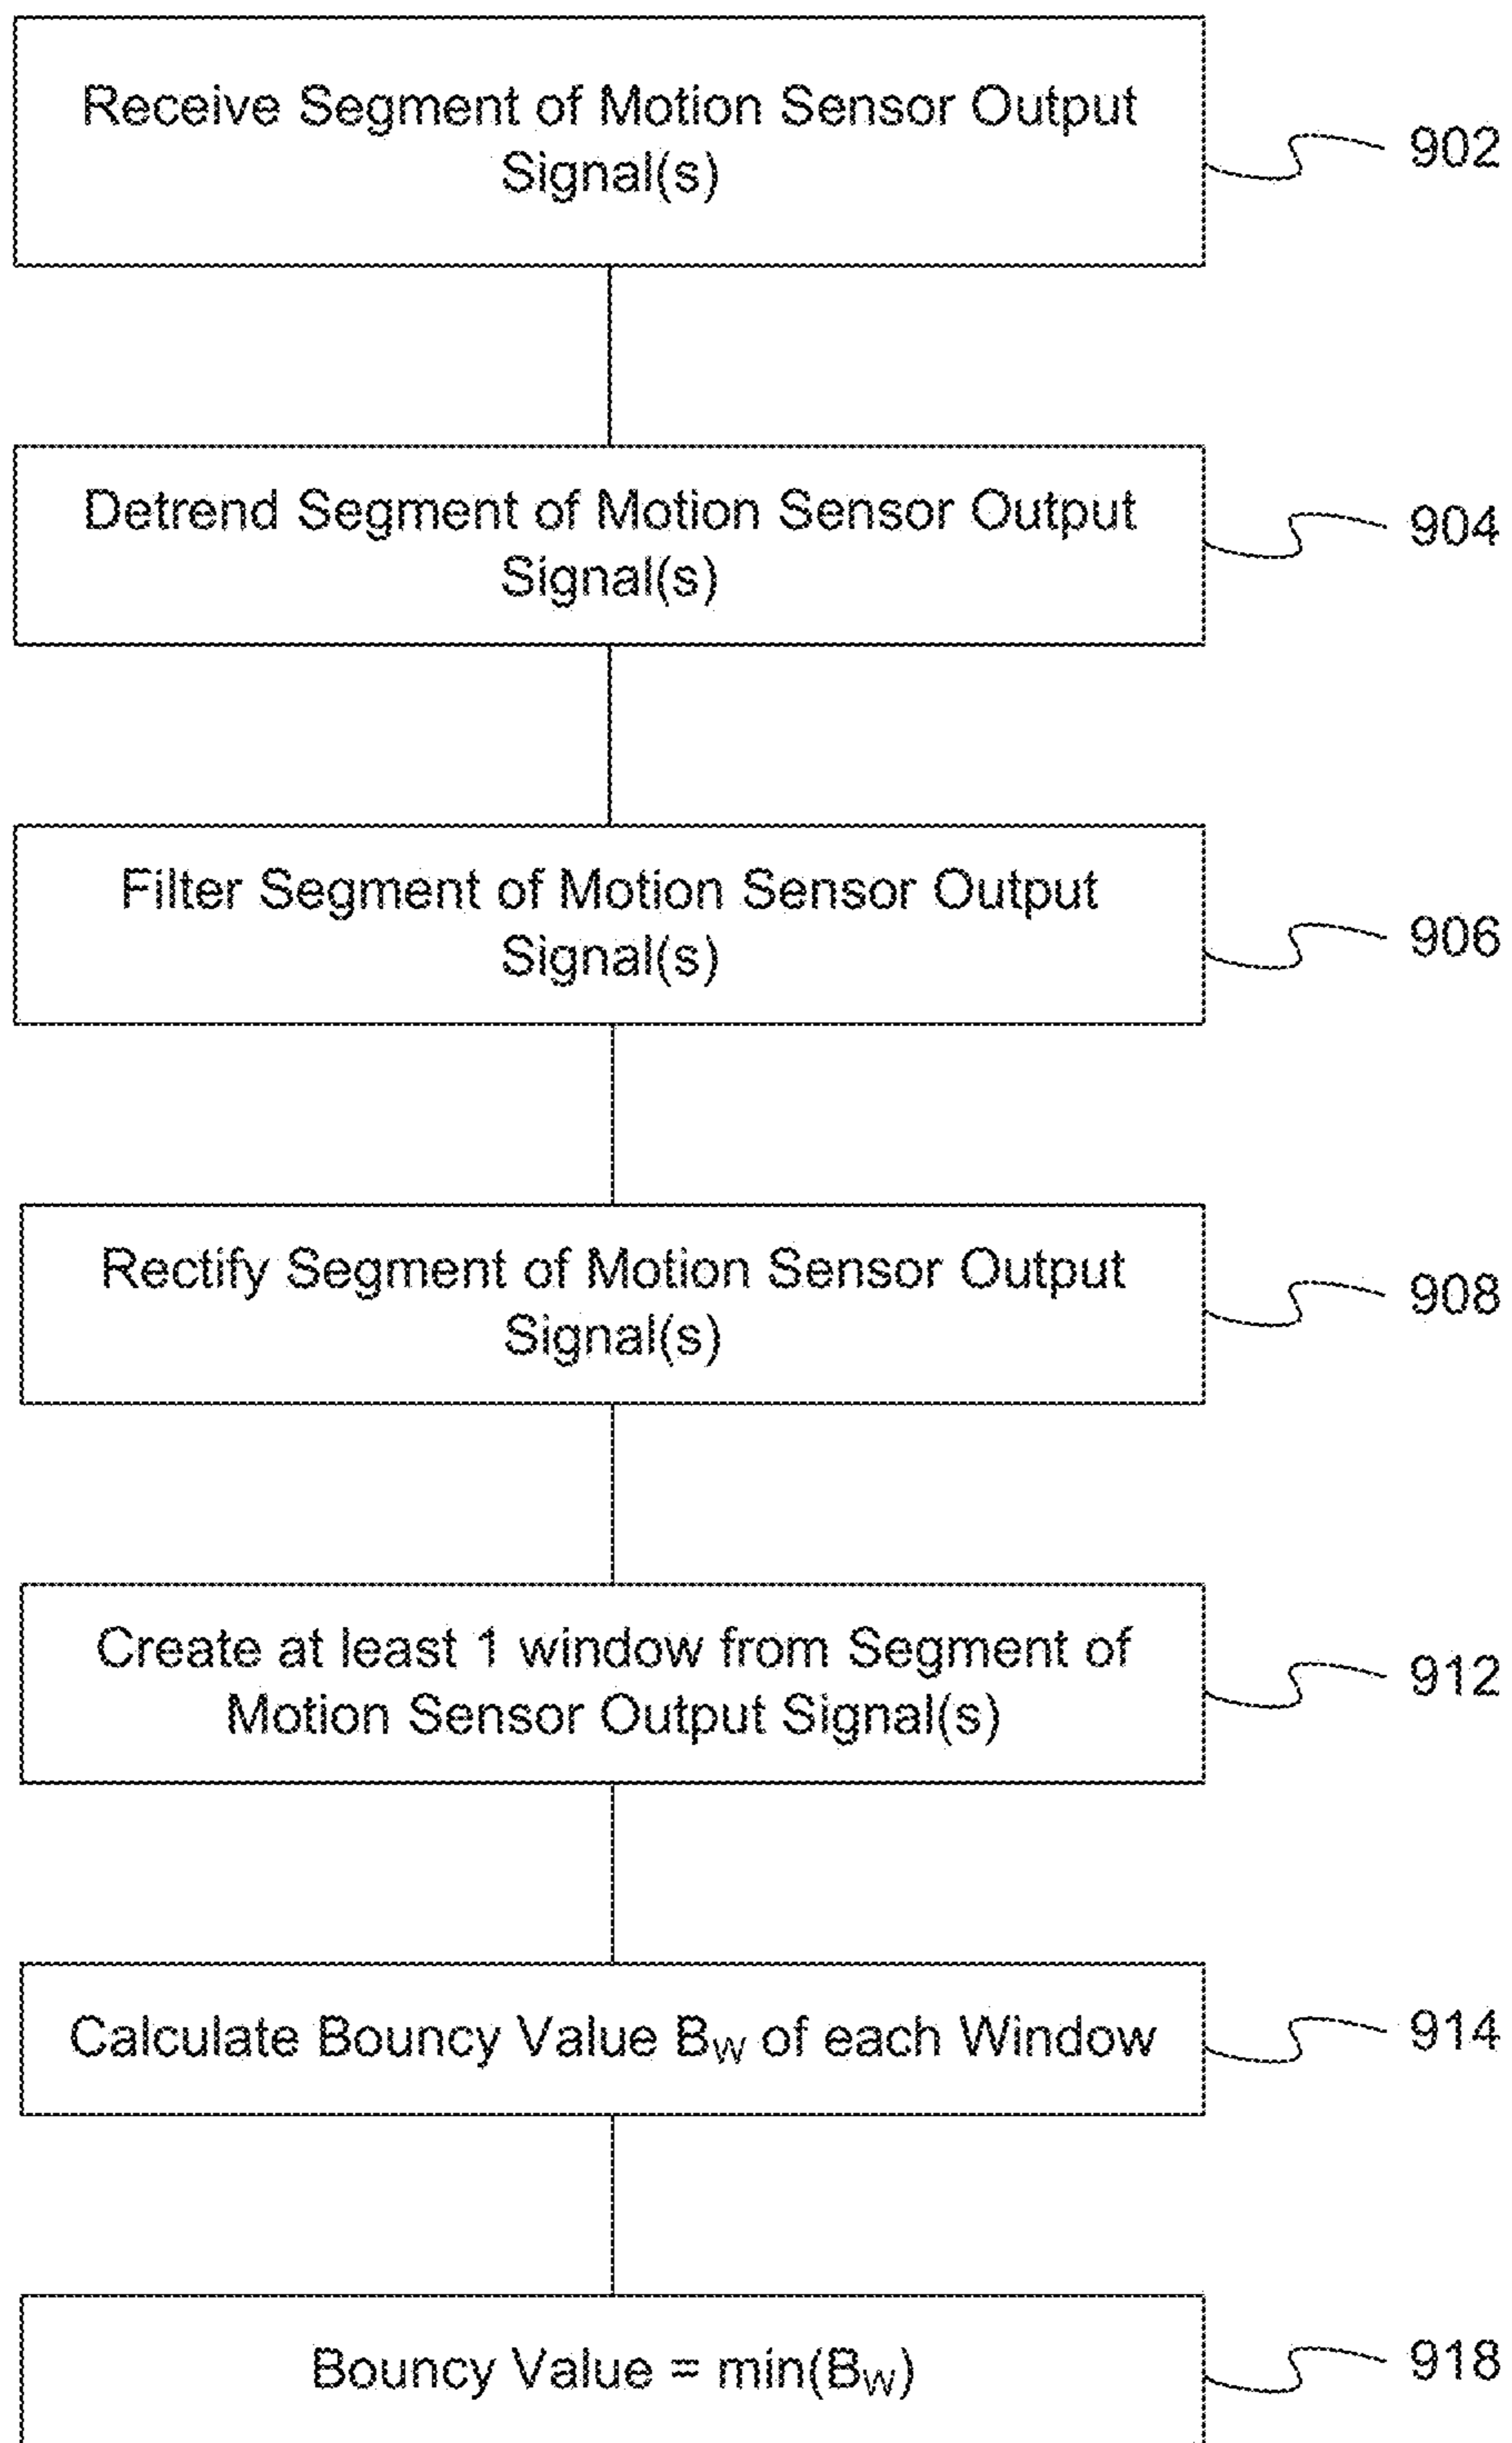 Receive Segment of Motion Sensor Output
Signal(s)
902
Detrend Segment of Motion Sensor Output
Signal(s)
904
Filter Segment of Motion Sensor Output
Signal(s)
906
Rectify Segment of Motion Sensor Output
Signal(s)
908
Create at least 1 window from Segment of
Motion Sensor Output Signal(s)
912
Calculate Bouncy Value Bw of each Window
914
Bouncy Value = min(Bw)
918